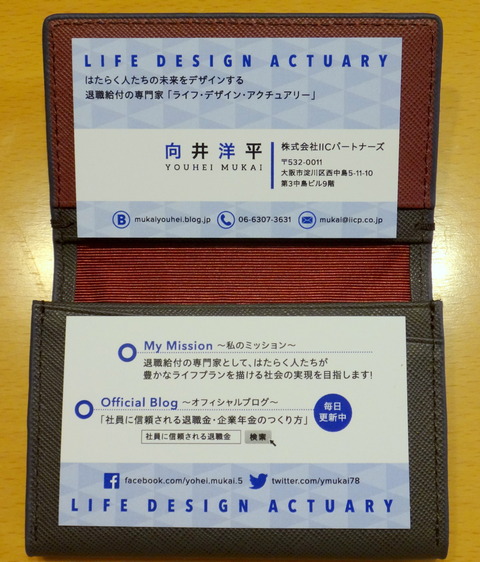 LIFE DESIGN ACTUARY
はたらく人たちの未来をデザインする
退職給付の専門家「ライフ・デザイン・アクチュアリー」
向井洋平
YOUHEI MUKAI
株式会社IICパートナーズ
〒532-0011
大阪市淀川区西中島5-11-10
第3中島ビル9階
B mukaiyouhei.blog.jp 06-6307-3631 mukai@iicp.co.jp
My Mission ～私のミッション～
退職給付の専門家として、はたらく人たちが
豊かなライフプランを描ける社会の実現を目指します!
Official Blog ～オフィシャルブログ～
「社員に信頼される退職金・企業年金のつくり方」
毎日
更新中
社員に信頼される退職金 検索
facebook.com/yohei.mukai.5 twitter.com/ymukai78
LIFE DESIGN ACTUARY